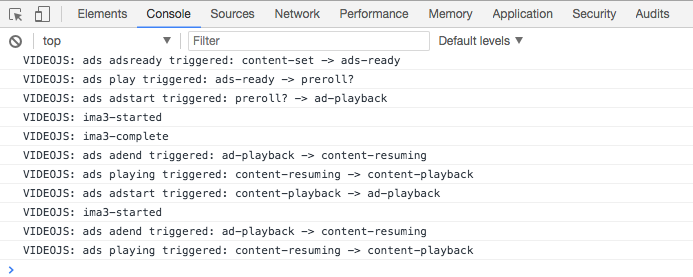 Elements Console Sources Network Performance Memory Application Security Audits
top Filter Default levels
VIDEOJS: ads adsready triggered: content-set -> ads-ready
VIDEOJS: ads play triggered: ads-ready -> preroll?
VIDEOJS: ads adstart triggered: preroll? -> ad-playback
VIDEOJS: ima3-started
VIDEOJS: ima3-complete
VIDEOJS: ads adend triggered: ad-playback -> content-resuming
VIDEOJS: ads playing triggered: content-resuming -> content-playback
VIDEOJS: ads adstart triggered: content-playback -> ad-playback
VIDEOJS: ima3-started
VIDEOJS: ads adend triggered: ad-playback -> content-resuming
VIDEOJS: ads playing triggered: content-resuming -> content-playback